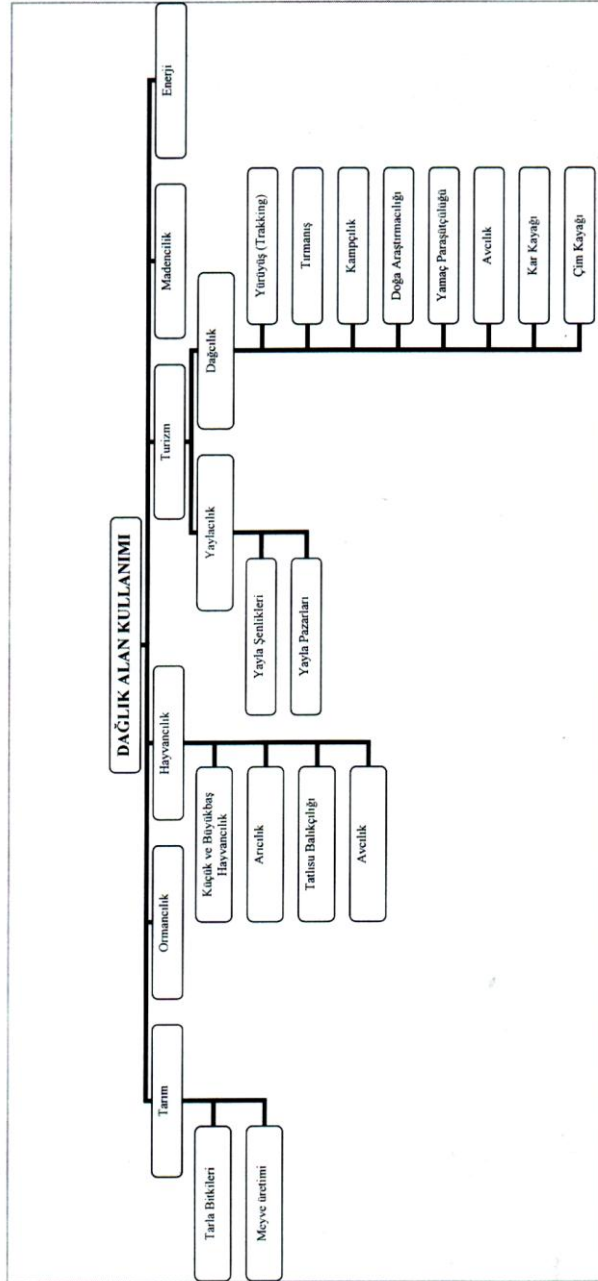 DAĞLIK ALAN KULLANIMI
Tarım
Ormancılık
Hayvancılık
Turizm
Madencilik
Enerji
Tarla Bitkileri
Meyve üretimi
Küçük ve Büyükbaş
Hayvancılık
Arıcılık
Tatlısu Balıkçılığı
Avcılık
Yaylacılık
Dağcılık
Yayla Şenlikleri
Yayla Pazarları
Yürüyüş (Trakking)
Tırmanış
Kampçılık
Doğa Araştırmacılığı
Yamaç Paraşütçülüğü
Avcılık
Kar Kayağı
Çim Kayağı